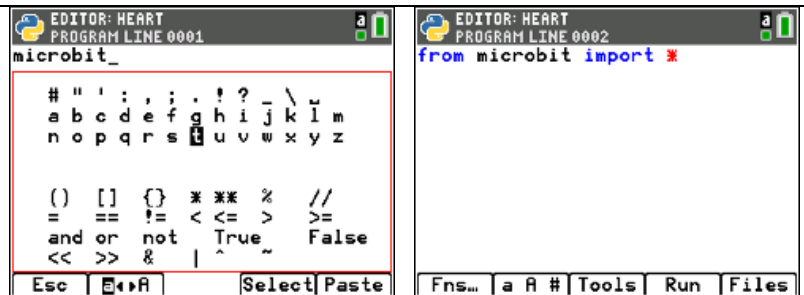 EDITOR: HEART
PROGRAM LINE 0001
a
microbit_
# " ' : , ; . ! ? _ \ ␣
a b c d e f g h i j k l m
n o p q r s t u v w x y z
() [] {} * ** % //
= == != < <= > >=
and or not True False
<< >> & | ^ ~
Esc a◂▸A Select Paste
EDITOR: HEART
PROGRAM LINE 0002
a
from microbit import *
Fns… a A # Tools Run Files